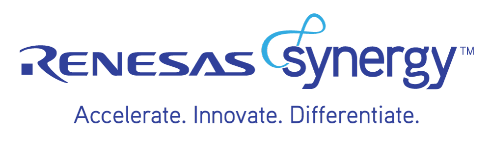 RENESAS synergy™
Accelerate. Innovate. Differentiate.